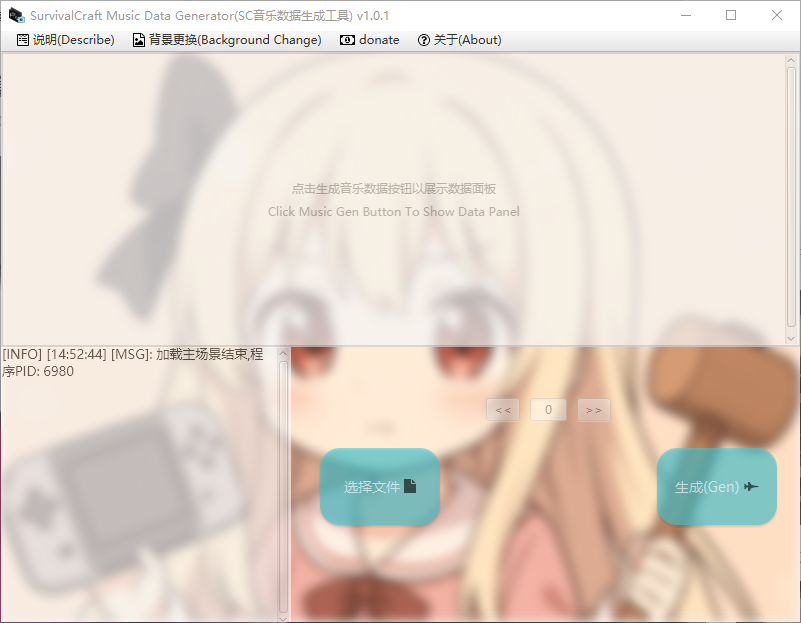 SurvivalCraft Music Data Generator(SC音乐数据生成工具) v1.0.1
说明(Describe) 背景更换(Background Change) donate 关于(About)
点击生成音乐数据按钮以展示数据面板
Click Music Gen Button To Show Data Panel
[INFO] [14:52:44] [MSG]: 加载主场景结束,程
序PID: 6980
<< 0 >>
选择文件 生成(Gen)